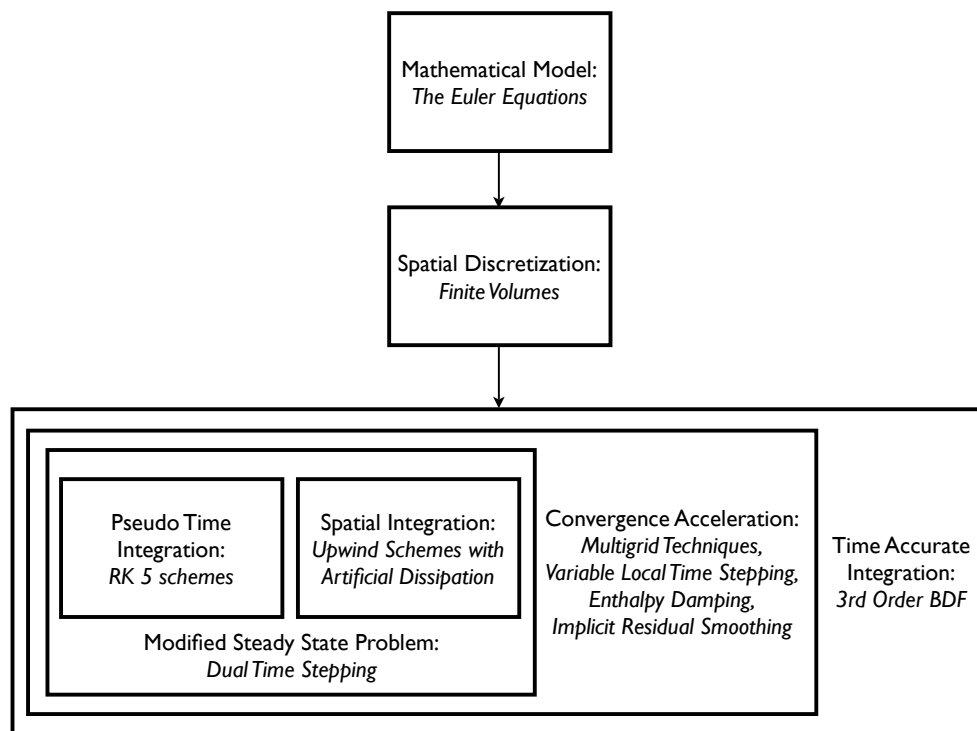 Mathematical Model:
The Euler Equations
Spatial Discretization:
Finite Volumes
Pseudo Time
Integration:
RK 5 schemes
Spatial Integration:
Upwind Schemes with
Artificial Dissipation
Modified Steady State Problem:
Dual Time Stepping
Convergence Acceleration:
Multigrid Techniques,
Variable Local Time Stepping,
Enthalpy Damping,
Implicit Residual Smoothing
Time Accurate
Integration:
3rd Order BDF